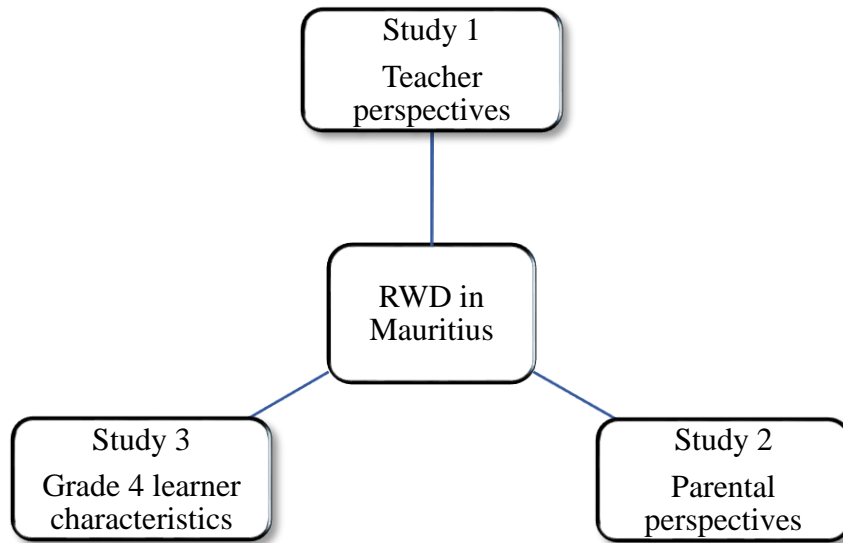 Study 1
Teacher
perspectives
RWD in
Mauritius
Study 3
Grade 4 learner
characteristics
Study 2
Parental
perspectives